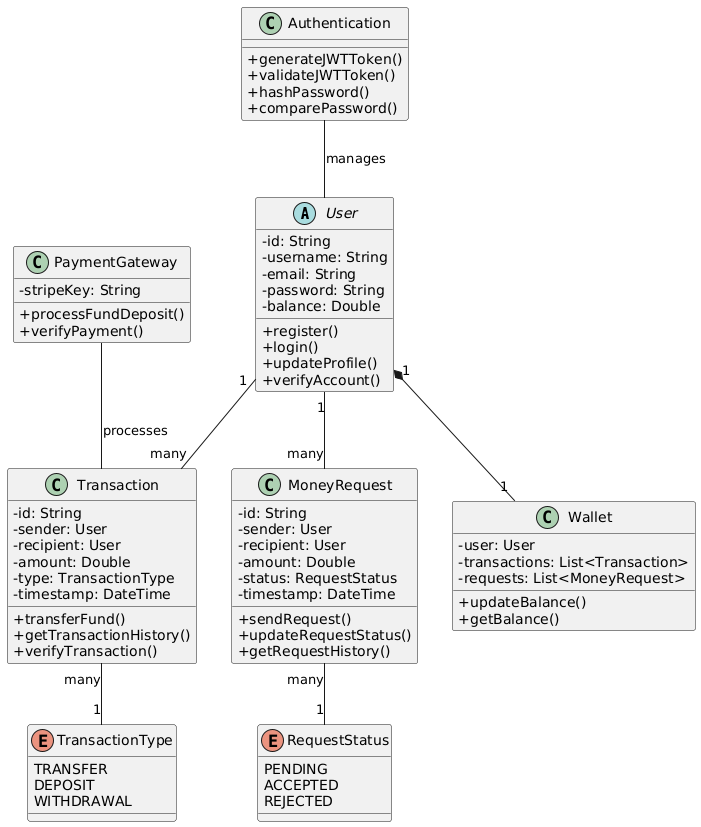 C Authentication
+generateJWTToken()
+validateJWTToken()
+hashPassword()
+comparePassword()
manages
A User
-id: String
-username: String
-email: String
-password: String
-balance: Double
+register()
+login()
+updateProfile()
+verifyAccount()
C PaymentGateway
-stripeKey: String
+processFundDeposit()
+verifyPayment()
1
1
1
processes
many
many
1
C Transaction
-id: String
-sender: User
-recipient: User
-amount: Double
-type: TransactionType
-timestamp: DateTime
+transferFund()
+getTransactionHistory()
+verifyTransaction()
C MoneyRequest
-id: String
-sender: User
-recipient: User
-amount: Double
-status: RequestStatus
-timestamp: DateTime
+sendRequest()
+updateRequestStatus()
+getRequestHistory()
C Wallet
-user: User
-transactions: List<Transaction>
-requests: List<MoneyRequest>
+updateBalance()
+getBalance()
many
1
many
1
E TransactionType
TRANSFER
DEPOSIT
WITHDRAWAL
E RequestStatus
PENDING
ACCEPTED
REJECTED